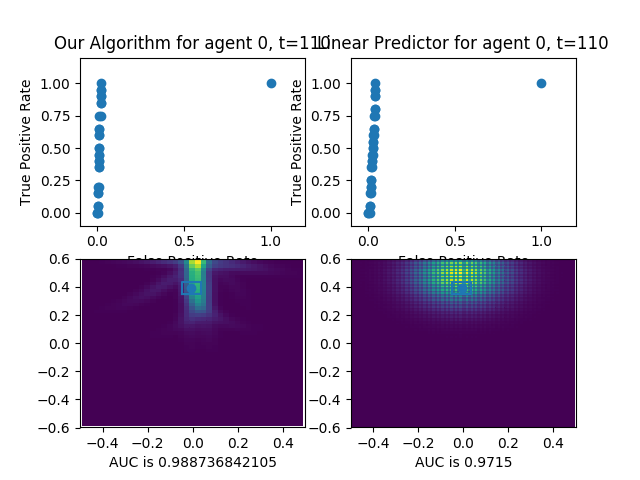 Our Algorithm for agent 0, t=110
Linear Predictor for agent 0, t=110
True Positive Rate
1.00
0.75
0.50
0.25
0.00
0.0 0.5 1.0
False Positive Rate
True Positive Rate
1.00
0.75
0.50
0.25
0.00
0.0 0.5 1.0
False Positive Rate
0.6
0.4
0.2
0.0
−0.2
−0.4
−0.6
−0.4 −0.2 0.0 0.2 0.4
AUC is 0.988736842105
0.6
0.4
0.2
0.0
−0.2
−0.4
−0.6
−0.4 −0.2 0.0 0.2 0.4
AUC is 0.9715